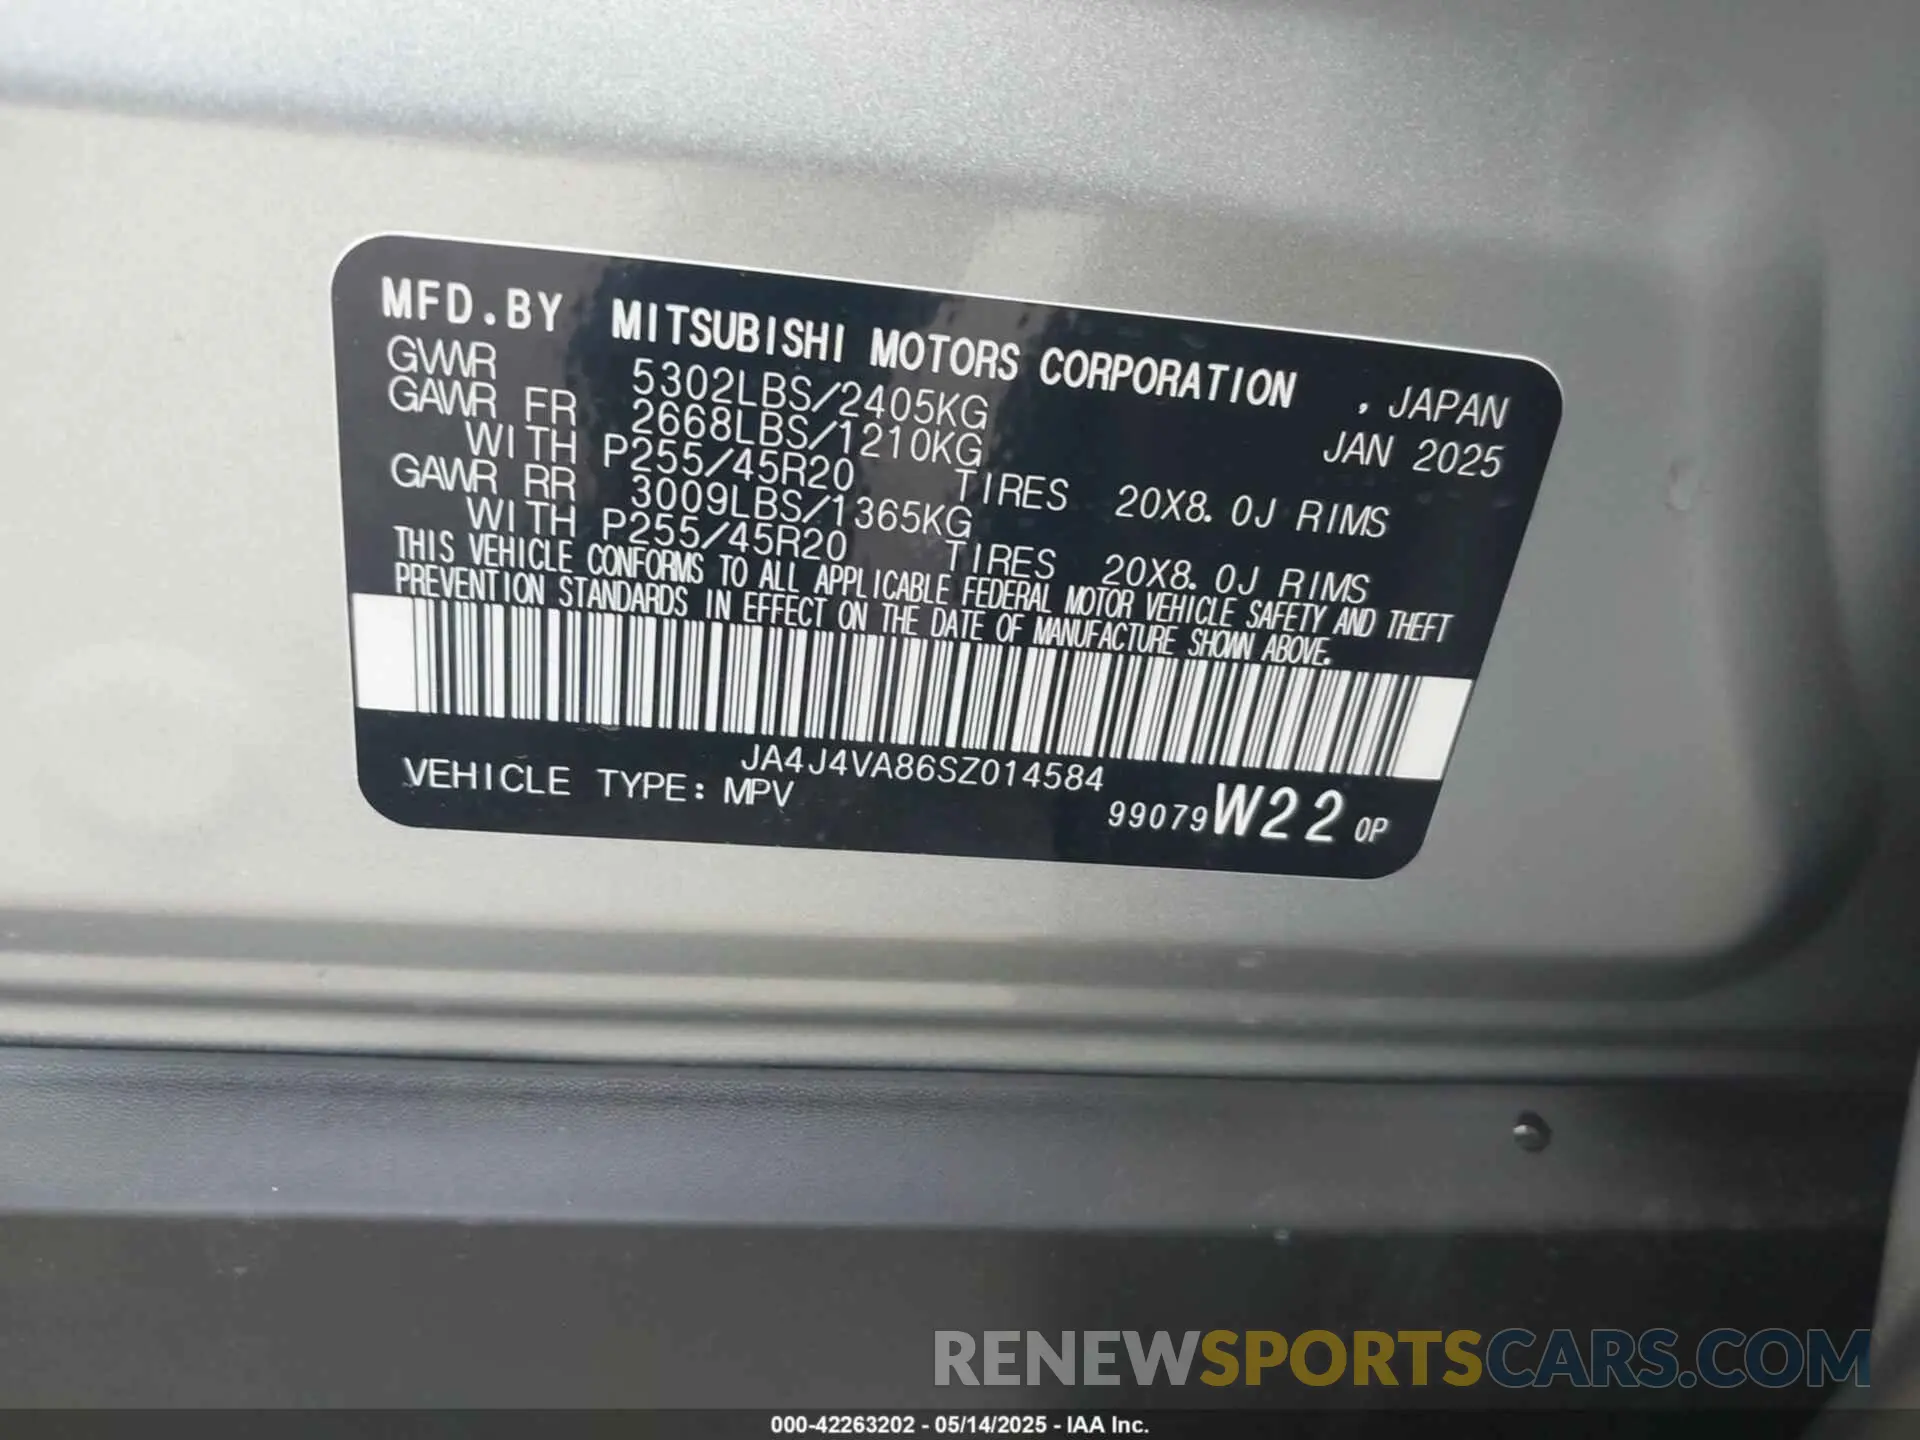 MFD.BY MITSUBISHI MOTORS CORPORATION , JAPAN
GVWR 5302LBS/2405KG JAN 2025
GAWR FR 2668LBS/1210KG
WITH P255/45R20 TIRES 20X8.0J RIMS
GAWR RR 3009LBS/1365KG
WITH P255/45R20 TIRES 20X8.0J RIMS
THIS VEHICLE CONFORMS TO ALL APPLICABLE FEDERAL MOTOR VEHICLE SAFETY AND THEFT
PREVENTION STANDARDS IN EFFECT ON THE DATE OF MANUFACTURE SHOWN ABOVE.
JA4J4VA86SZ014584
VEHICLE TYPE: MPV
99079W22 0P
RENEWSPORTSCARS.COM
000-42263202 - 05/14/2025 - IAA Inc.